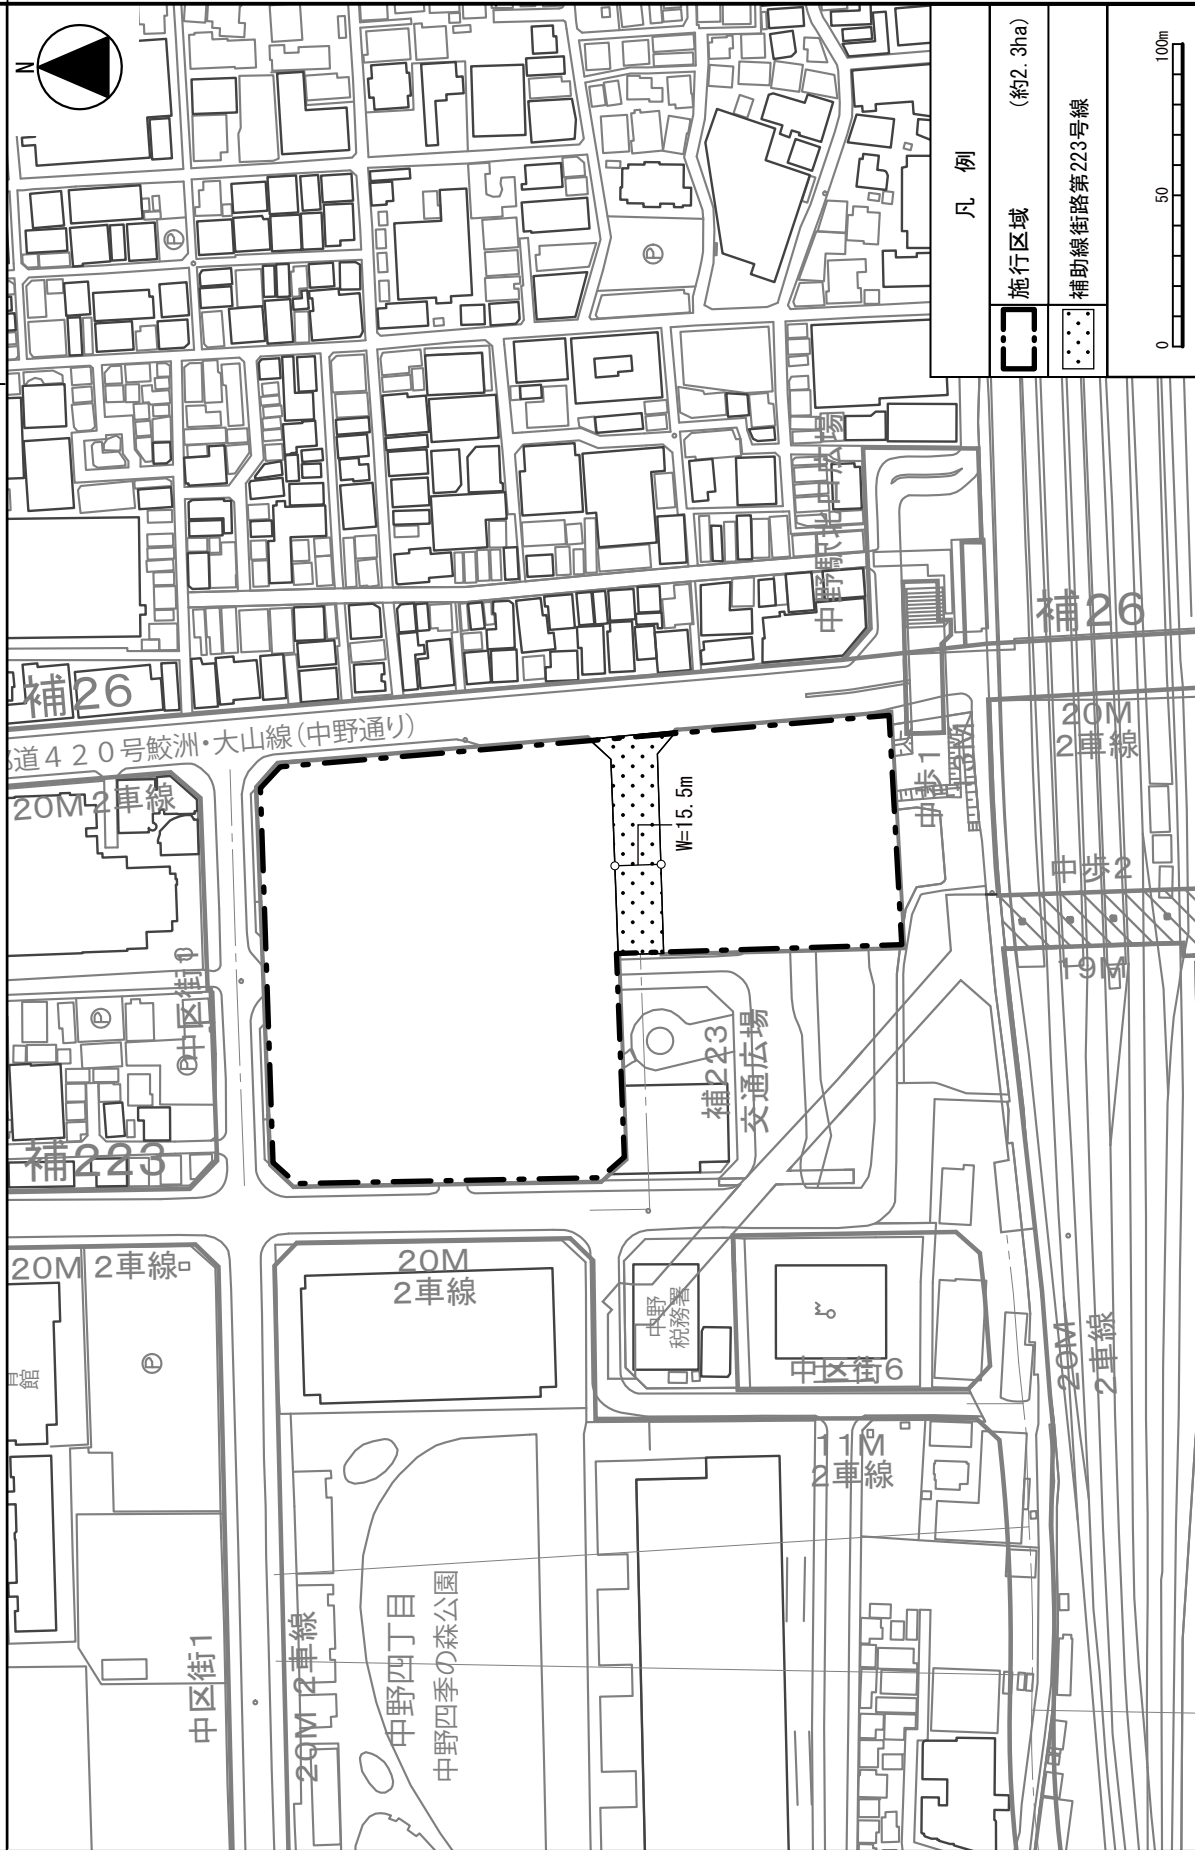 N
凡 例
施行区域 (約2.3ha)
補助線街路第223号線
0 50 100m
補26
道420号鮫洲・大山線(中野通り)
20M 2車線
中区街3
補223
20M 2車線
20M
2車線
W=15.5m
補223
交通広場
中野駅北口広場
補26
20M
2車線
中歩1
中歩2
19M
中野
税務署
中区街6
11M
2車線
20M
2車線
館
中区街1
20M 2車線
中野四丁目
中野四季の森公園
P
P
P
P
P